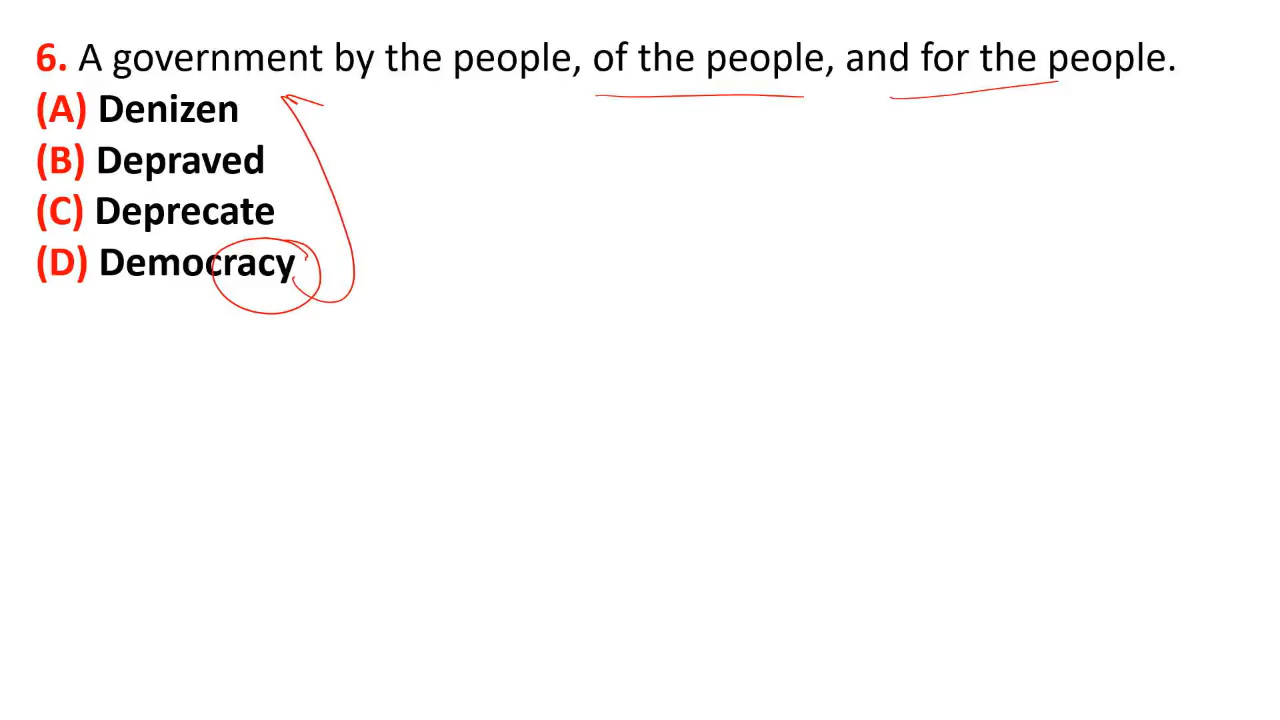 6. A government by the people, of the people, and for the people.
(A) Denizen
(B) Depraved
(C) Deprecate
(D) Democracy